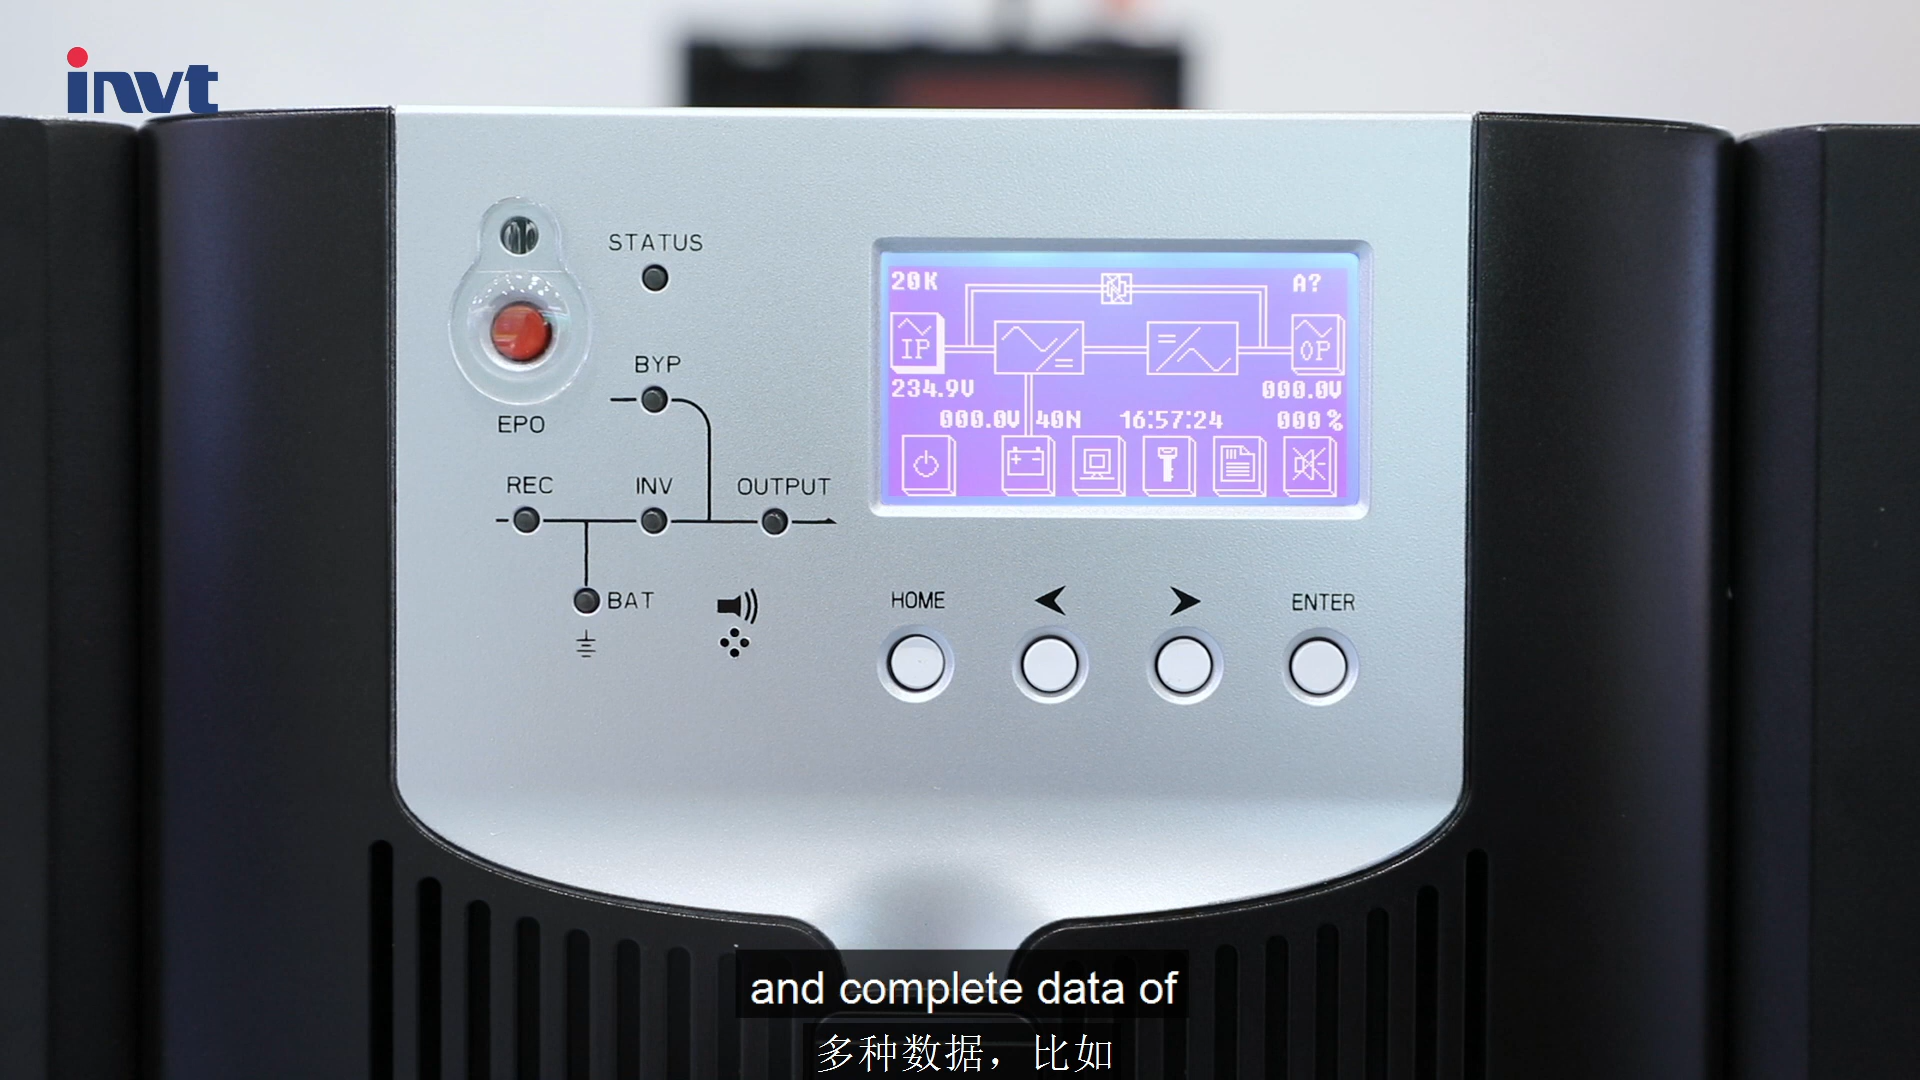 invt
STATUS
BYP
EPO
REC
INV
OUTPUT
BAT
20K
A?
IP
OP
234.9V
000.0V
000.0V
40N
16:57:24
000%
HOME
ENTER
and complete data of
多种数据，比如